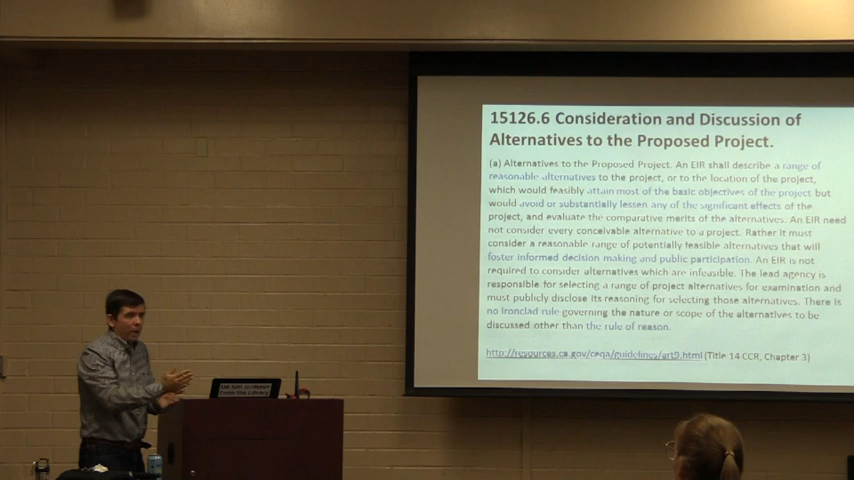 15126.6 Consideration and Discussion of
Alternatives to the Proposed Project.
(a) Alternatives to the Proposed Project. An EIR shall describe a range of
reasonable alternatives to the project, or to the location of the project,
which would feasibly attain most of the basic objectives of the project but
would avoid or substantially lessen any of the significant effects of the
project, and evaluate the comparative merits of the alternatives. An EIR need
not consider every conceivable alternative to a project. Rather it must
consider a reasonable range of potentially feasible alternatives that will
foster informed decision making and public participation. An EIR is not
required to consider alternatives which are infeasible. The lead agency is
responsible for selecting a range of project alternatives for examination and
must publicly disclose its reasoning for selecting those alternatives. There is
no ironclad rule governing the nature or scope of the alternatives to be
discussed other than the rule of reason.
http://resources.ca.gov/ceqa/guidelines/art9.html (Title 14 CCR, Chapter 3)
from the Library